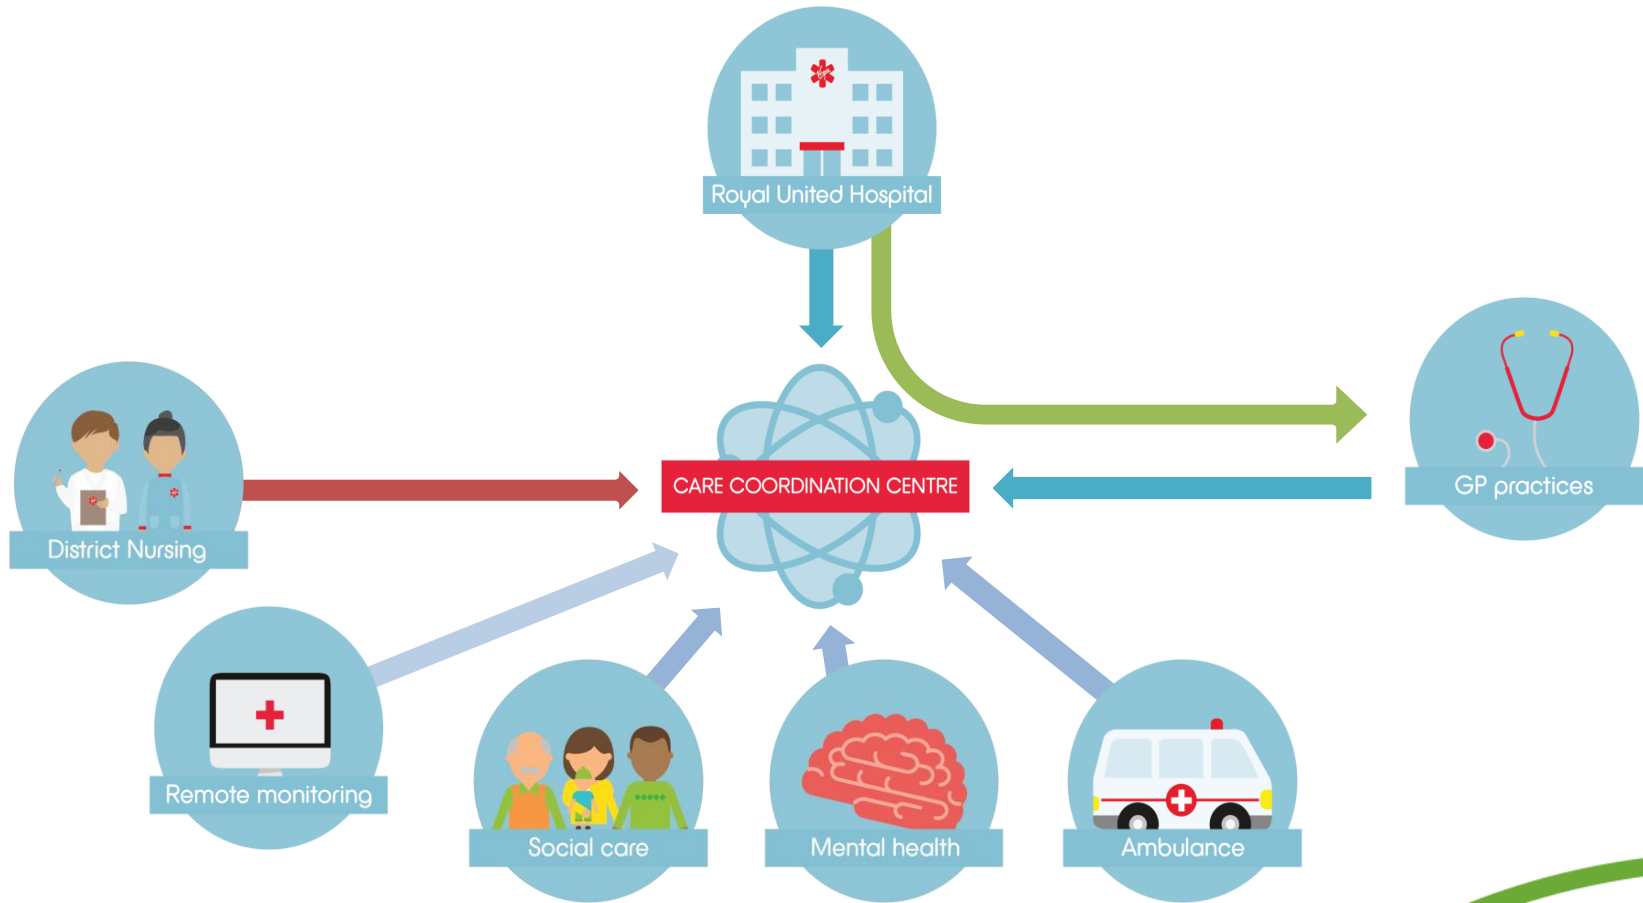 Royal United Hospital
CARE COORDINATION CENTRE
GP practices
District Nursing
Remote monitoring
Social care
Mental health
Ambulance